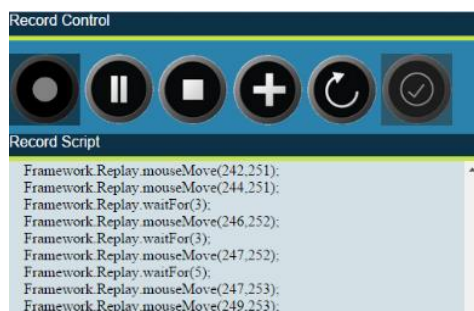 Record Control
Record Script
Framework.Replay.mouseMove(242,251);
Framework.Replay.mouseMove(244,251);
Framework.Replay.waitFor(3);
Framework.Replay.mouseMove(246,252);
Framework.Replay.waitFor(3);
Framework.Replay.mouseMove(247,252);
Framework.Replay.waitFor(5);
Framework.Replay.mouseMove(247,253);
Framework.Replay.mouseMove(249,253);